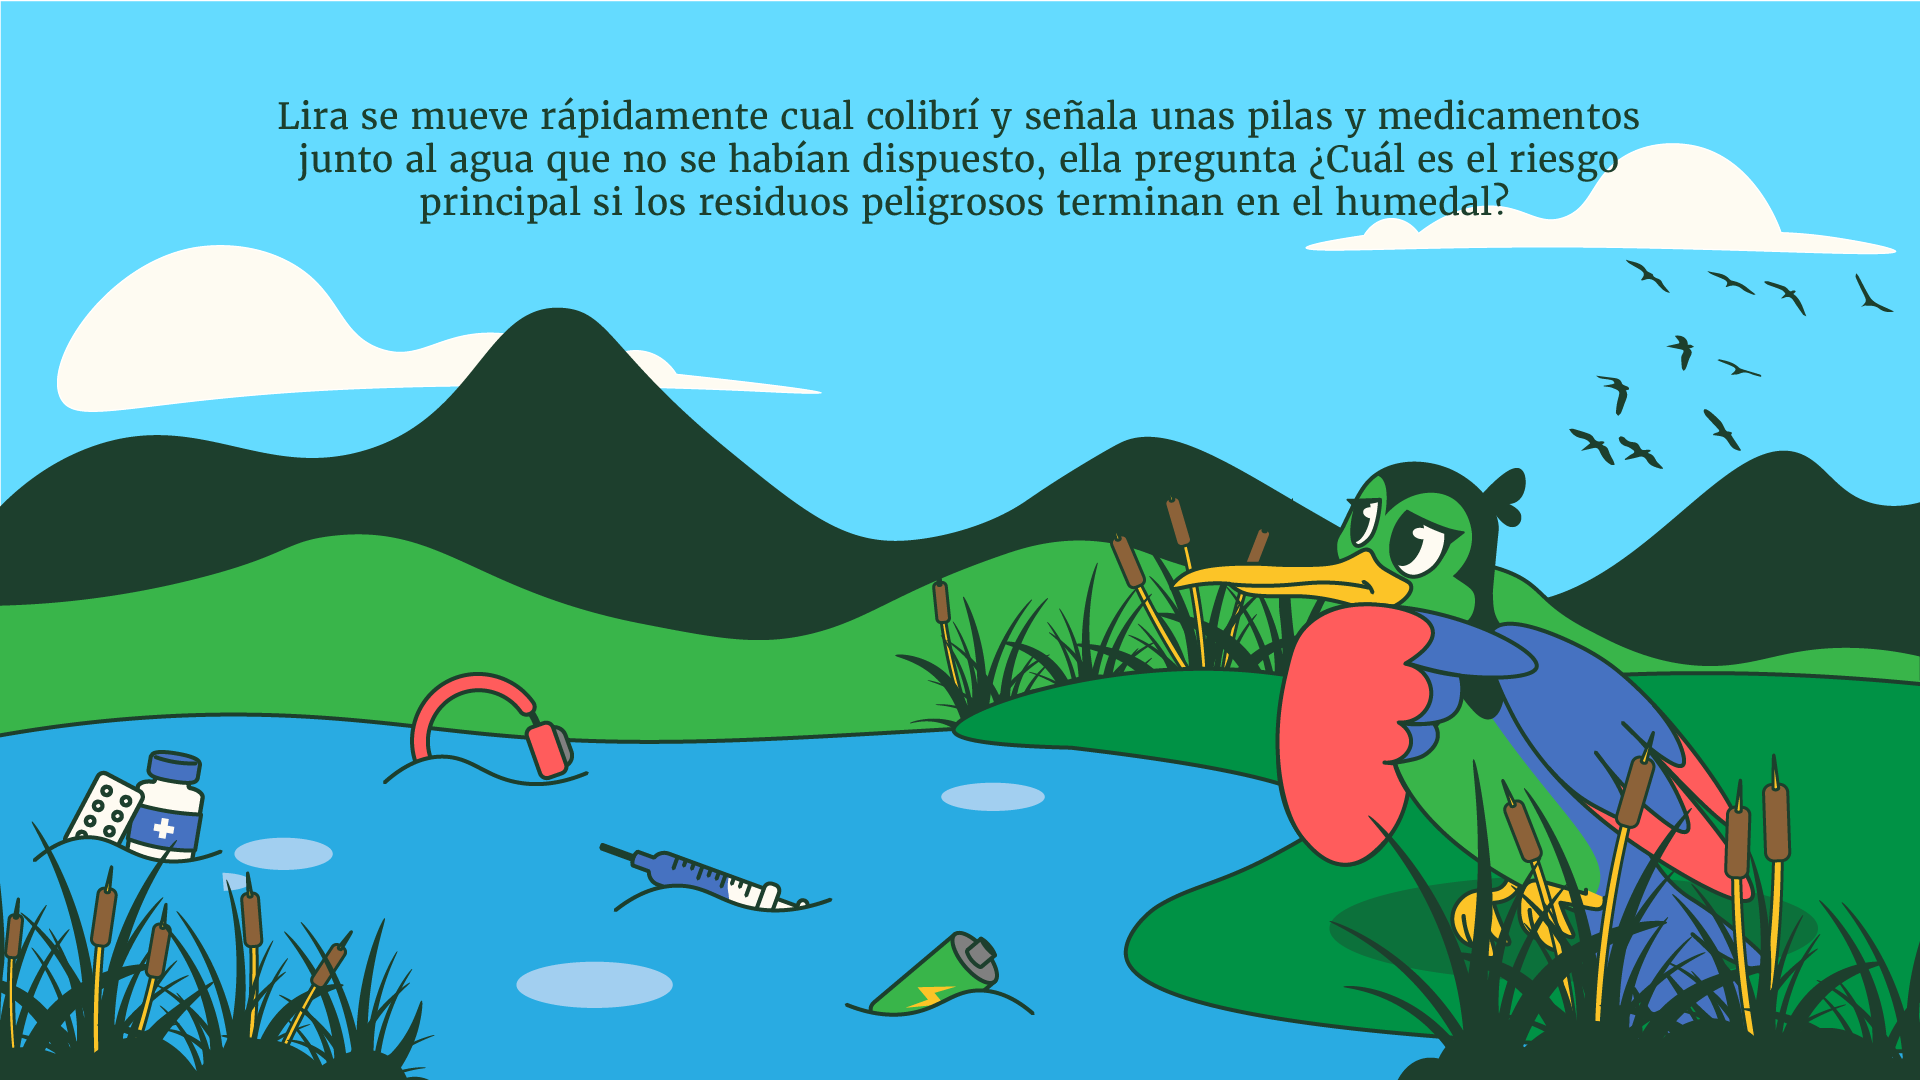 Lira se mueve rápidamente cual colibrí y señala unas pilas y medicamentos
junto al agua que no se habían dispuesto, ella pregunta ¿Cuál es el riesgo
principal si los residuos peligrosos terminan en el humedal?